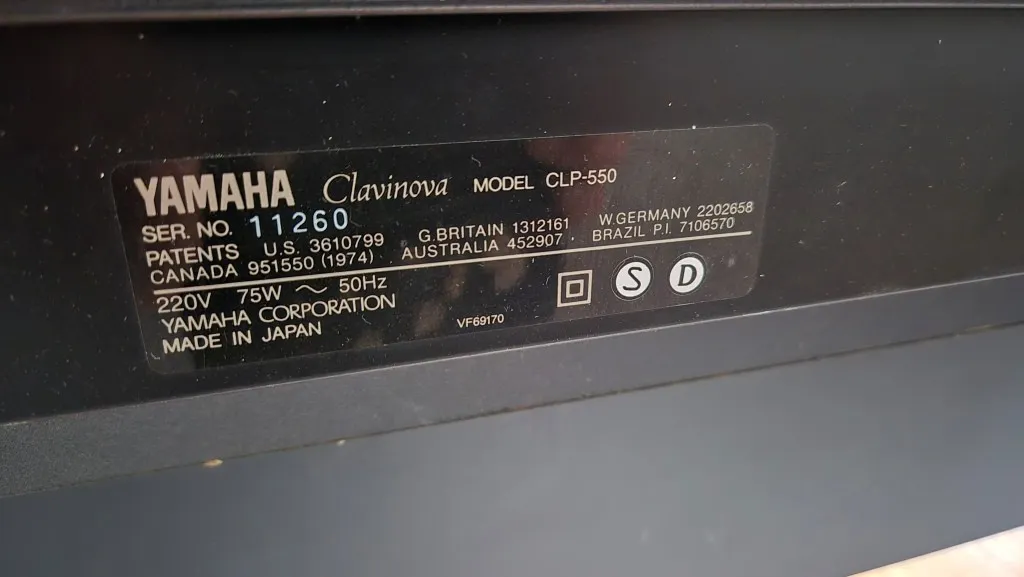 YAMAHA Clavinova MODEL CLP-550
SER. NO. 11260
PATENTS U.S. 3610799 G.BRITAIN 1312161 W.GERMANY 2202658
CANADA 951550 (1974) AUSTRALIA 452907 BRAZIL P.I. 7106570
220V 75W ~ 50Hz
YAMAHA CORPORATION
MADE IN JAPAN
VF69170
S D